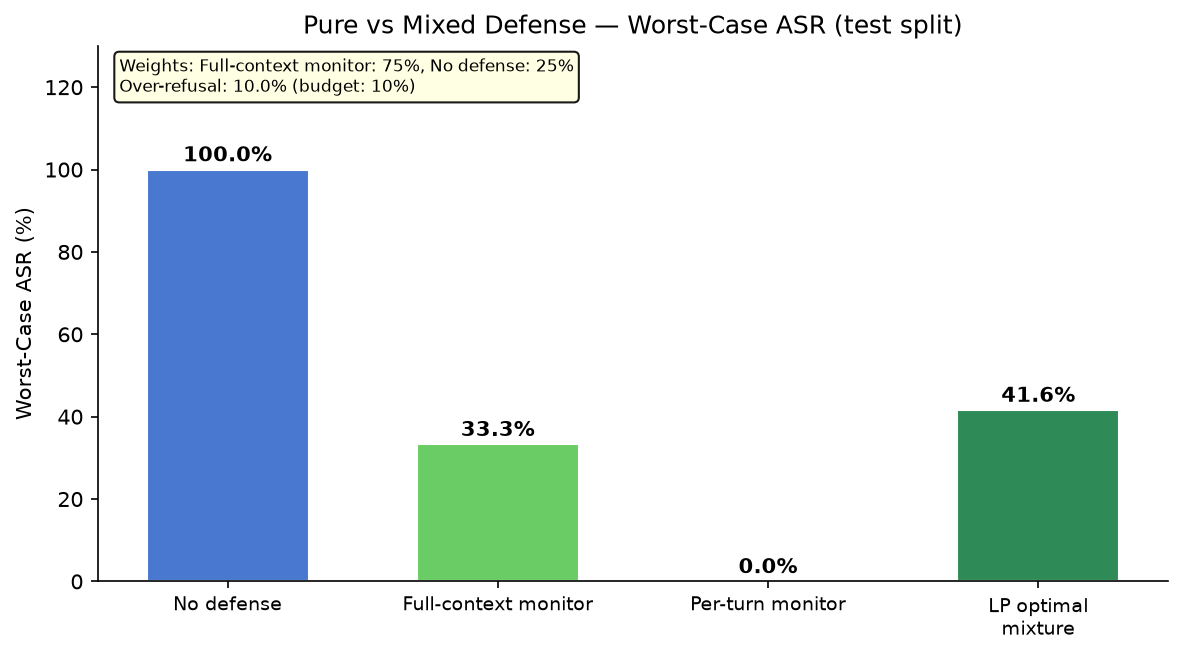 Pure vs Mixed Defense — Worst-Case ASR (test split)
Weights: Full-context monitor: 75%, No defense: 25%
Over-refusal: 10.0% (budget: 10%)
Worst-Case ASR (%)
120
100
80
60
40
20
0
100.0%
33.3%
0.0%
41.6%
No defense
Full-context monitor
Per-turn monitor
LP optimal
mixture